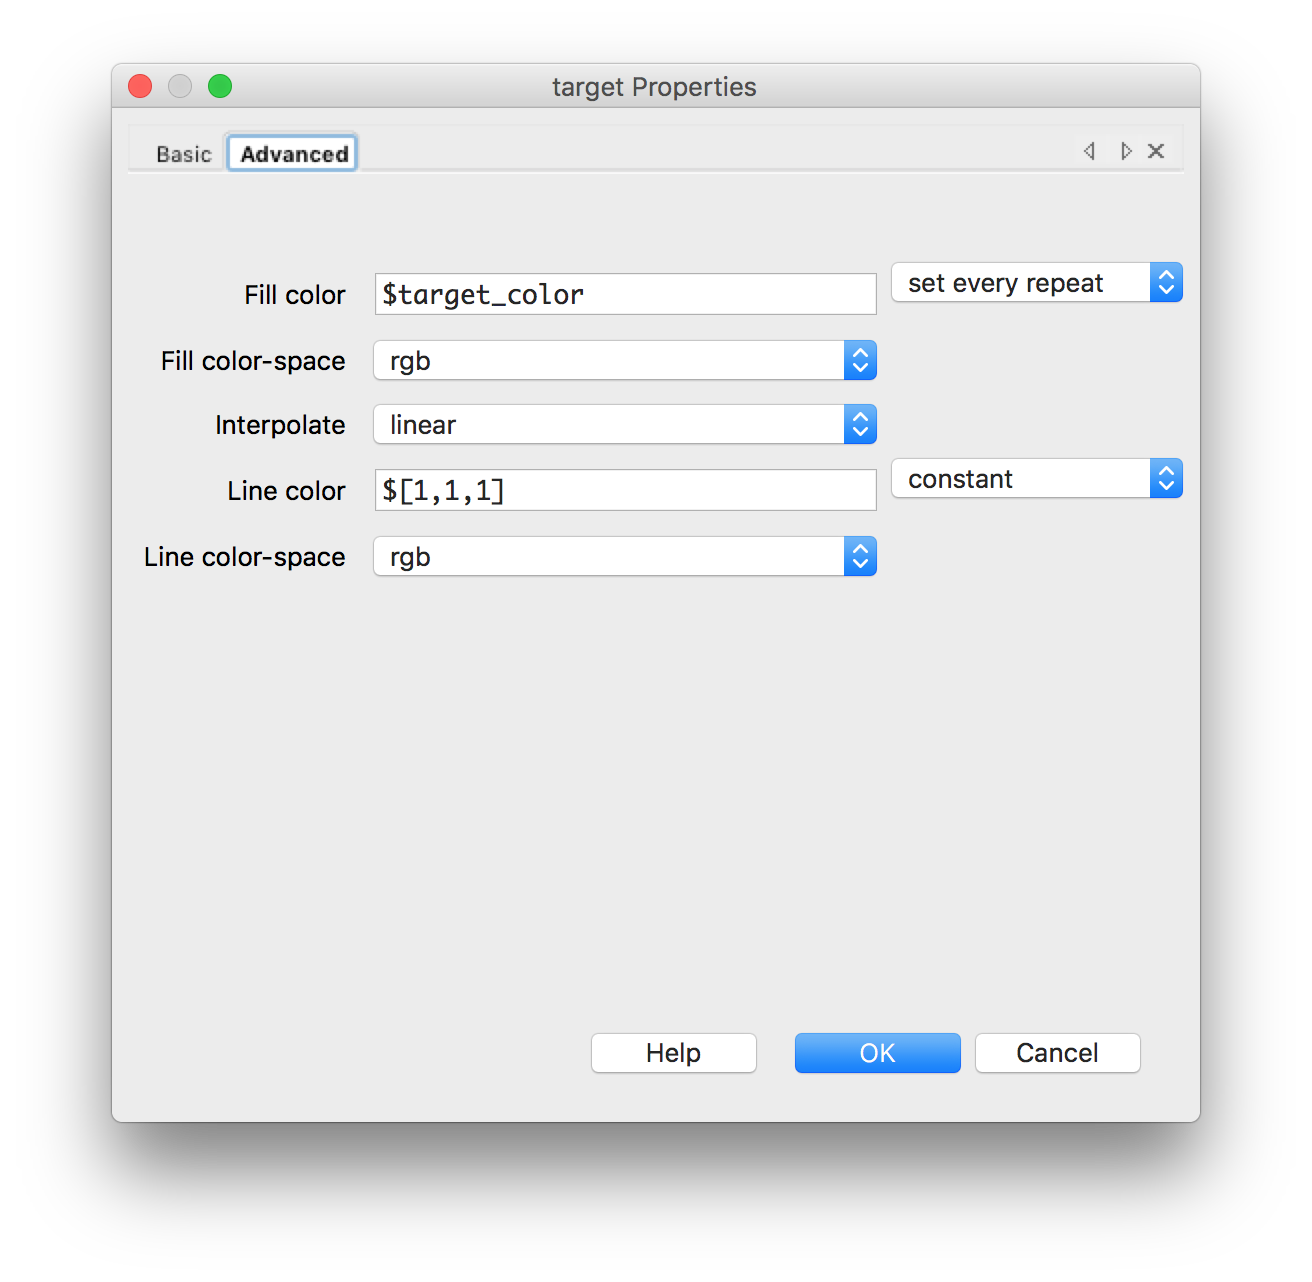 target Properties
Basic Advanced
Fill color $target_color set every repeat
Fill color-space rgb
Interpolate linear
Line color $[1,1,1] constant
Line color-space rgb
Help OK Cancel